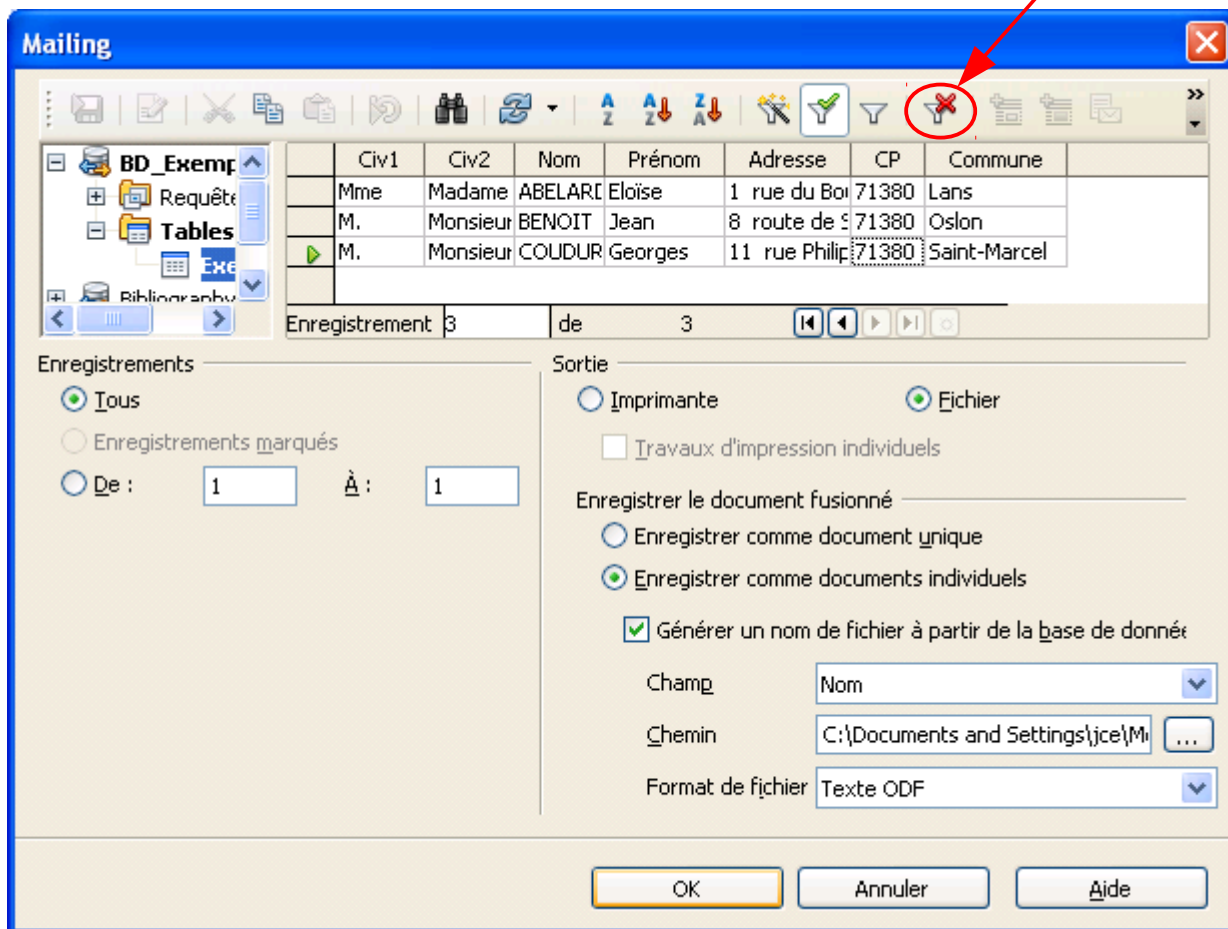 Mailing
BD_Exemp
Requête
Tables
Exe
Bibliography
Civ1 Civ2 Nom Prénom Adresse CP Commune
Mme Madame ABELARD Eloïse 1 rue du Bou 71380 Lans
M. Monsieur BENOIT Jean 8 route de S 71380 Oslon
M. Monsieur COUDUR Georges 11 rue Philip 71380 Saint-Marcel
Enregistrement 3 de 3
Enregistrements
Tous
Enregistrements marqués
De : 1 À : 1
Sortie
Imprimante Fichier
Travaux d'impression individuels
Enregistrer le document fusionné
Enregistrer comme document unique
Enregistrer comme documents individuels
Générer un nom de fichier à partir de la base de donnée
Champ Nom
Chemin C:\Documents and Settings\jce\M ...
Format de fichier Texte ODF
OK Annuler Aide